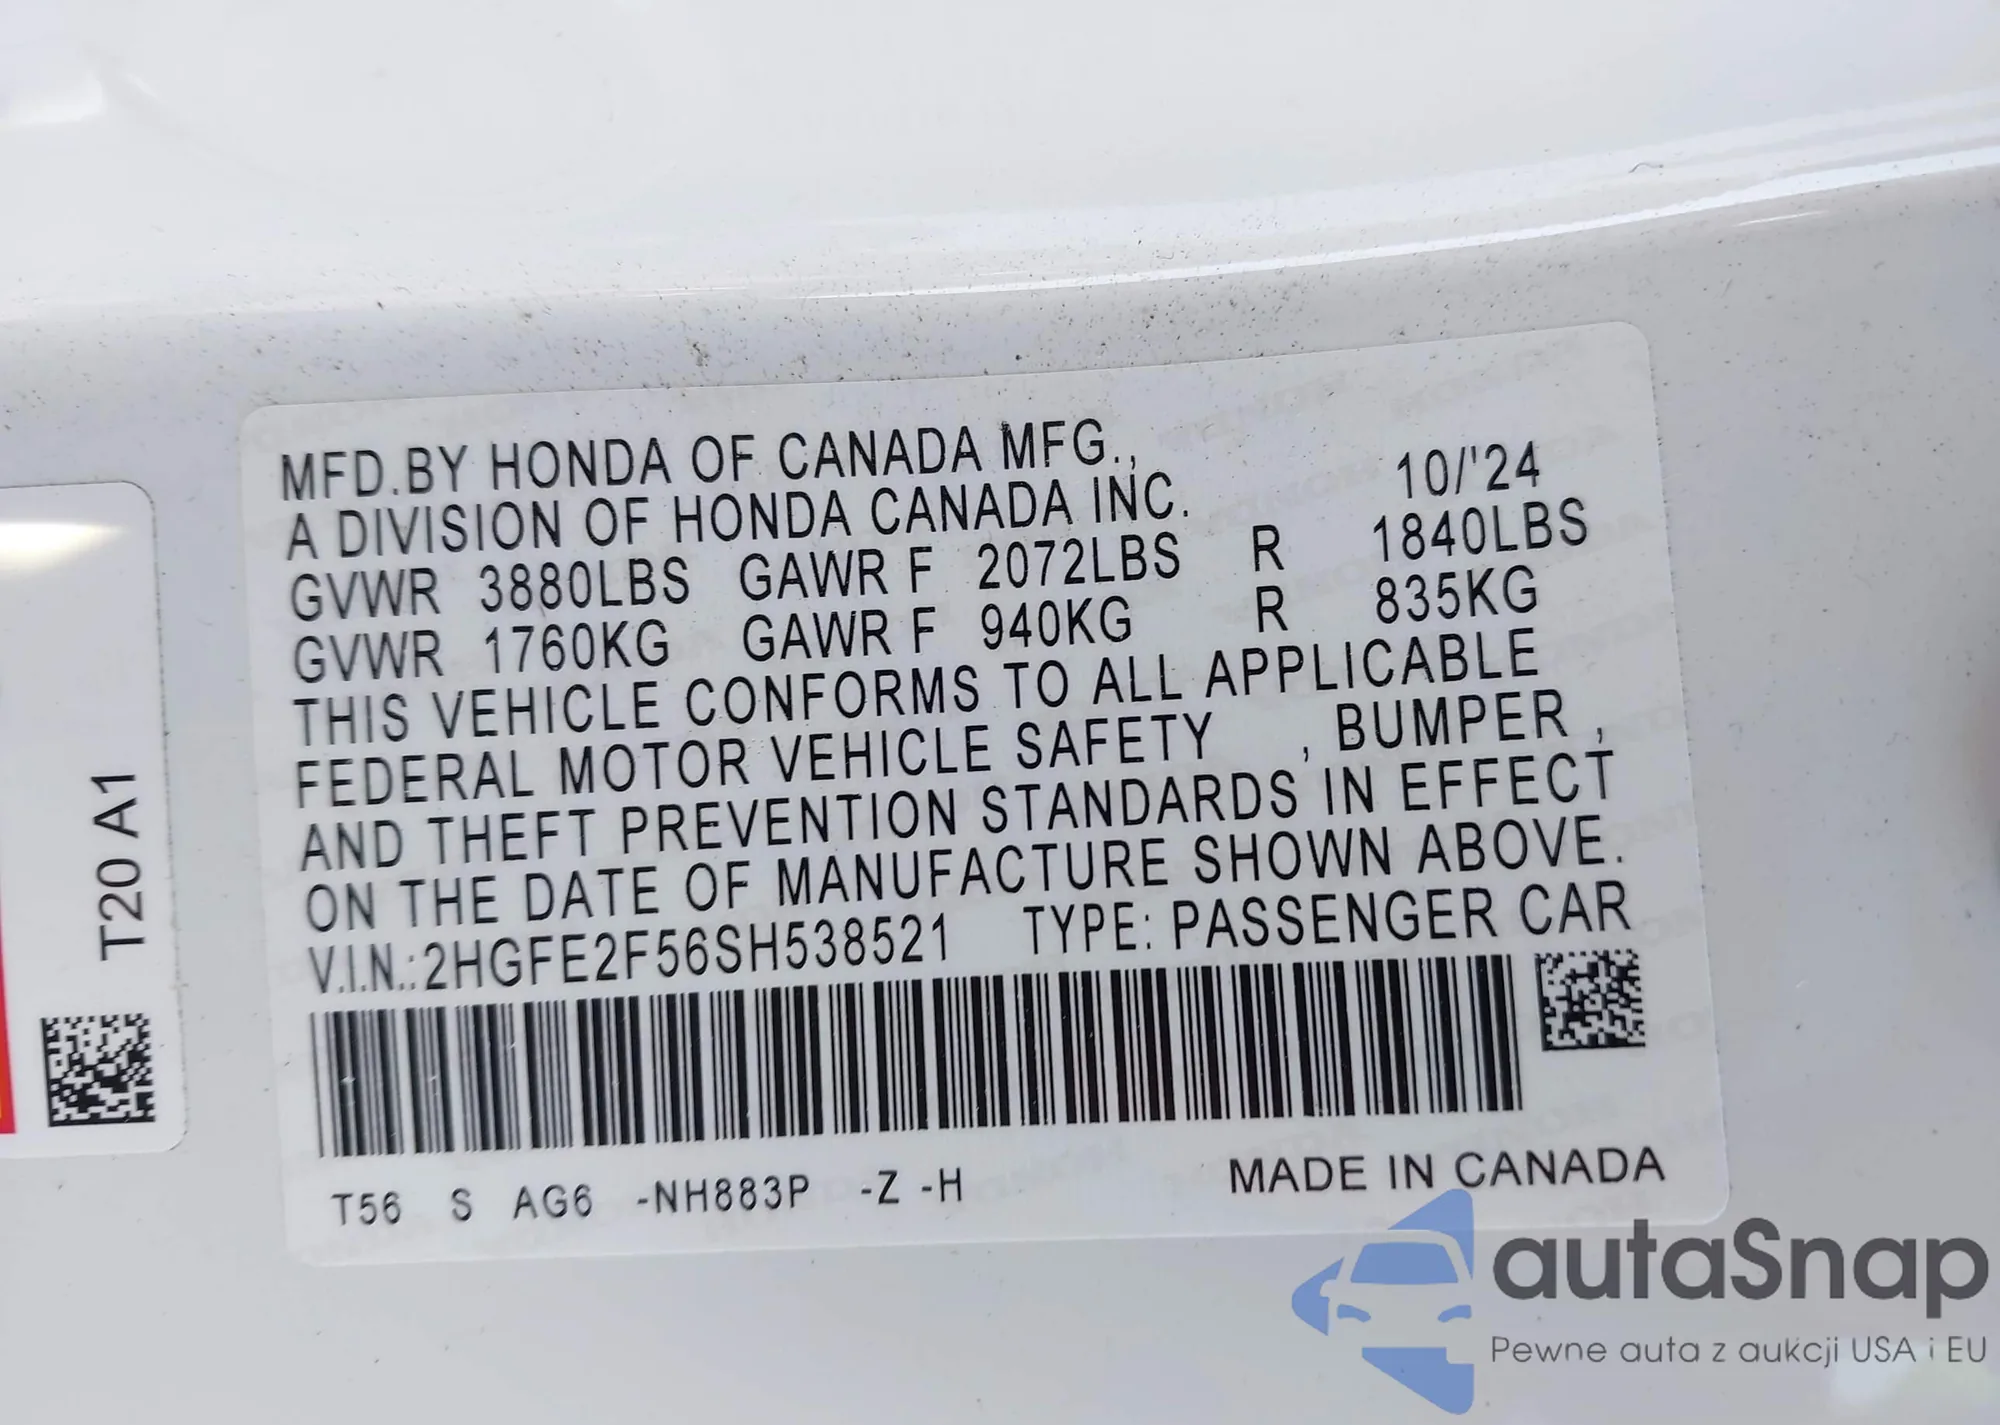 MFD.BY HONDA OF CANADA MFG.,
A DIVISION OF HONDA CANADA INC. 10/'24
GVWR 3880LBS GAWR F 2072LBS R 1840LBS
GVWR 1760KG GAWR F 940KG R 835KG
THIS VEHICLE CONFORMS TO ALL APPLICABLE
FEDERAL MOTOR VEHICLE SAFETY , BUMPER ,
AND THEFT PREVENTION STANDARDS IN EFFECT
ON THE DATE OF MANUFACTURE SHOWN ABOVE.
V.I.N.:2HGFE2F56SH538521 TYPE: PASSENGER CAR
T56 S AG6 -NH883P -Z -H
MADE IN CANADA
T20 A1
autaSnap
Pewne auta z aukcji USA i EU